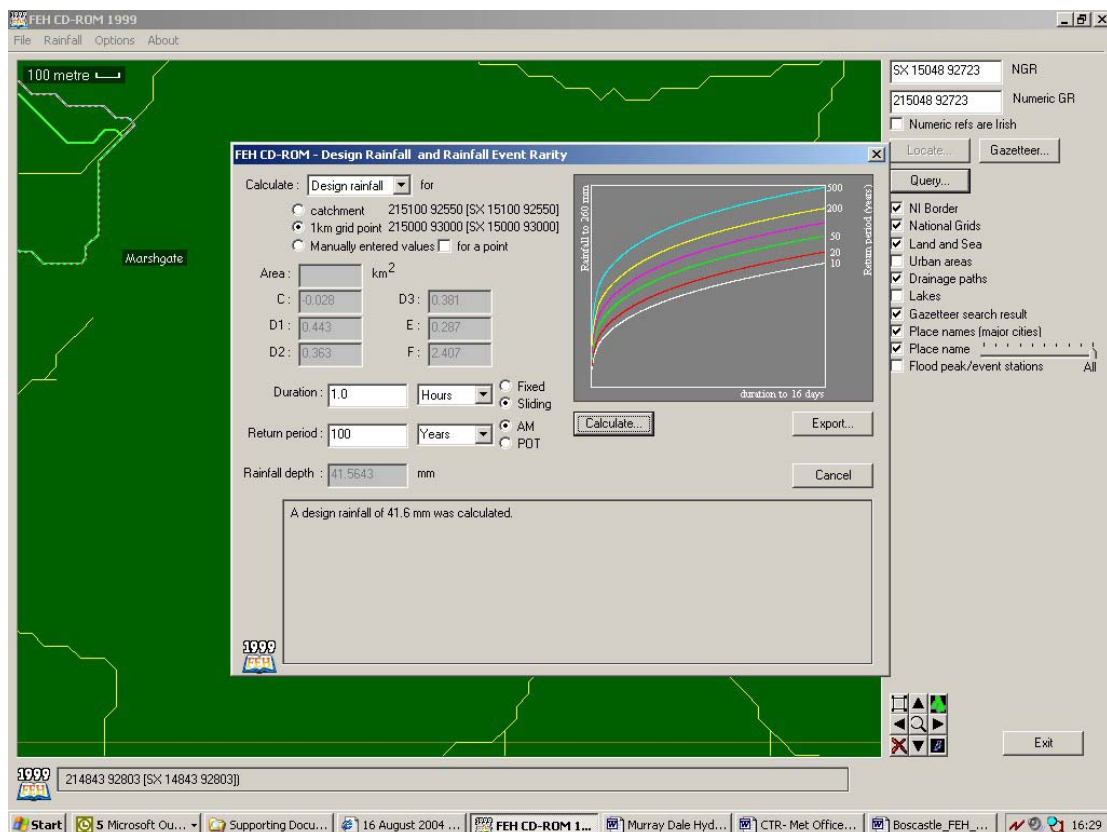 FEH CD-ROM 1999
File Rainfall Options About
100 metre
Marshgate
SX 15048 92723 NGR
215048 92723 Numeric GR
Numeric refs are Irish
Locate... Gazetteer...
Query...
NI Border
National Grids
Land and Sea
Urban areas
Drainage paths
Lakes
Gazetteer search result
Place names (major cities)
Place name
Flood peak/event stations All
FEH CD-ROM - Design Rainfall and Rainfall Event Rarity
Calculate : Design rainfall for
catchment 215100 92550 [SX 15100 92550]
1km grid point 215000 93000 [SX 15000 93000]
Manually entered values for a point
Area : km2
C : -0.028 D3 : 0.381
D1 : 0.443 E : 0.287
D2 : 0.363 F : 2.407
Duration : 1.0 Hours Fixed
Sliding
Return period : 100 Years AM
POT
Rainfall depth : 41.5643 mm
Rainfall to 260 mm
500
200
50
20
10
Return period (years)
duration to 16 days
Calculate... Export...
Cancel
A design rainfall of 41.6 mm was calculated.
1999
FEH
Exit
1999
FEH
214843 92803 [SX 14843 92803])
Start 5 Microsoft Ou... Supporting Docu... 16 August 2004 ... FEH CD-ROM 1... Murray Dale Hyd... CTR- Met Office... Boscastle_FEH_... 16:29